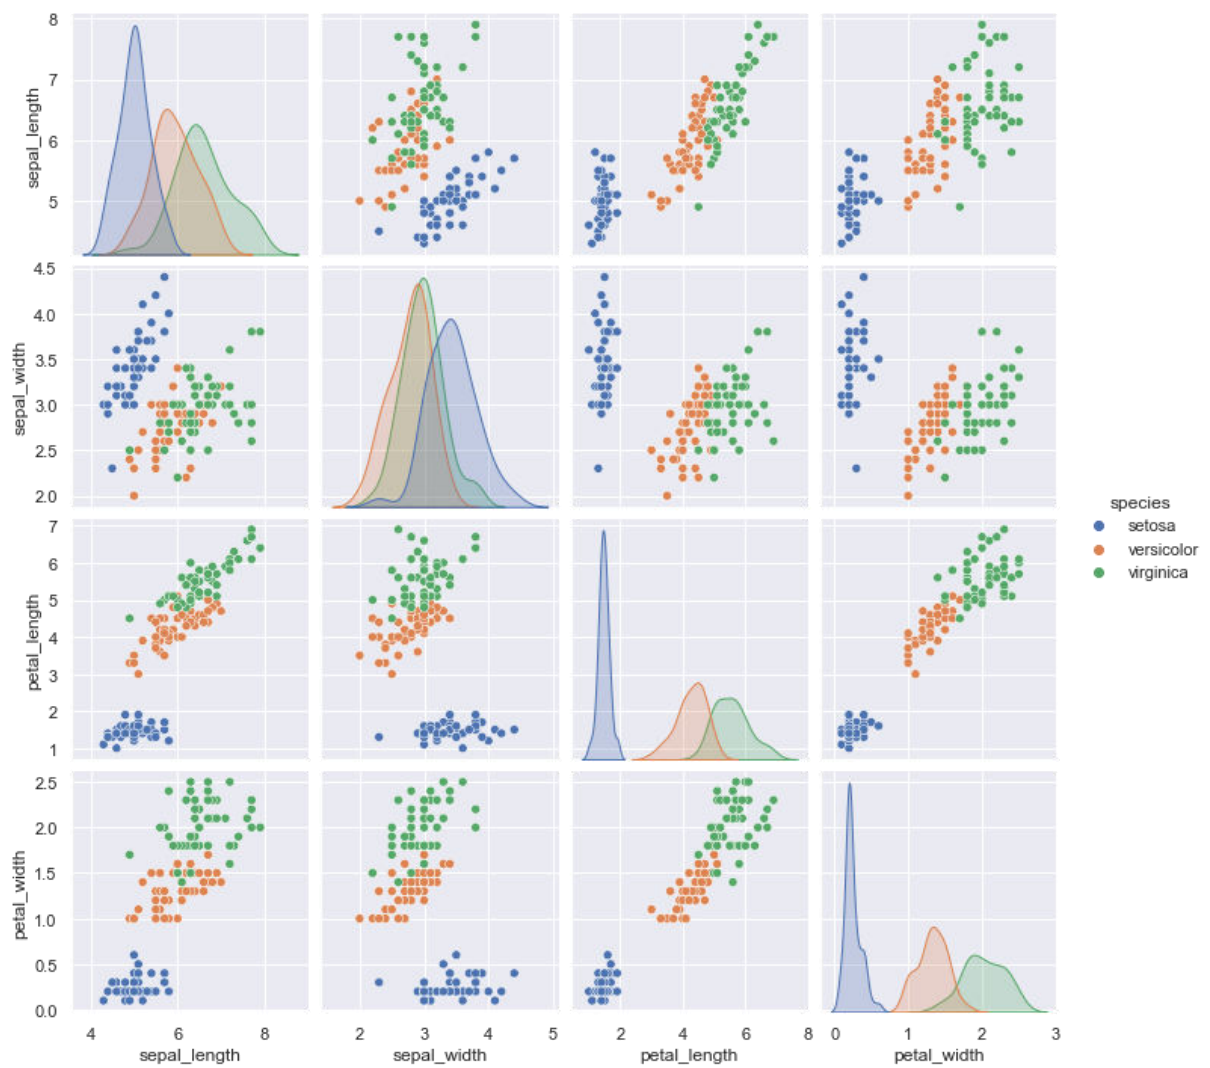 8
7
6
5
sepal_length
4.5
4.0
3.5
3.0
2.5
2.0
sepal_width
7
6
5
4
3
2
1
petal_length
2.5
2.0
1.5
1.0
0.5
0.0
petal_width
4 6 8
sepal_length
2 3 4 5
sepal_width
2 4 6 8
petal_length
0 1 2 3
petal_width
species
setosa
versicolor
virginica